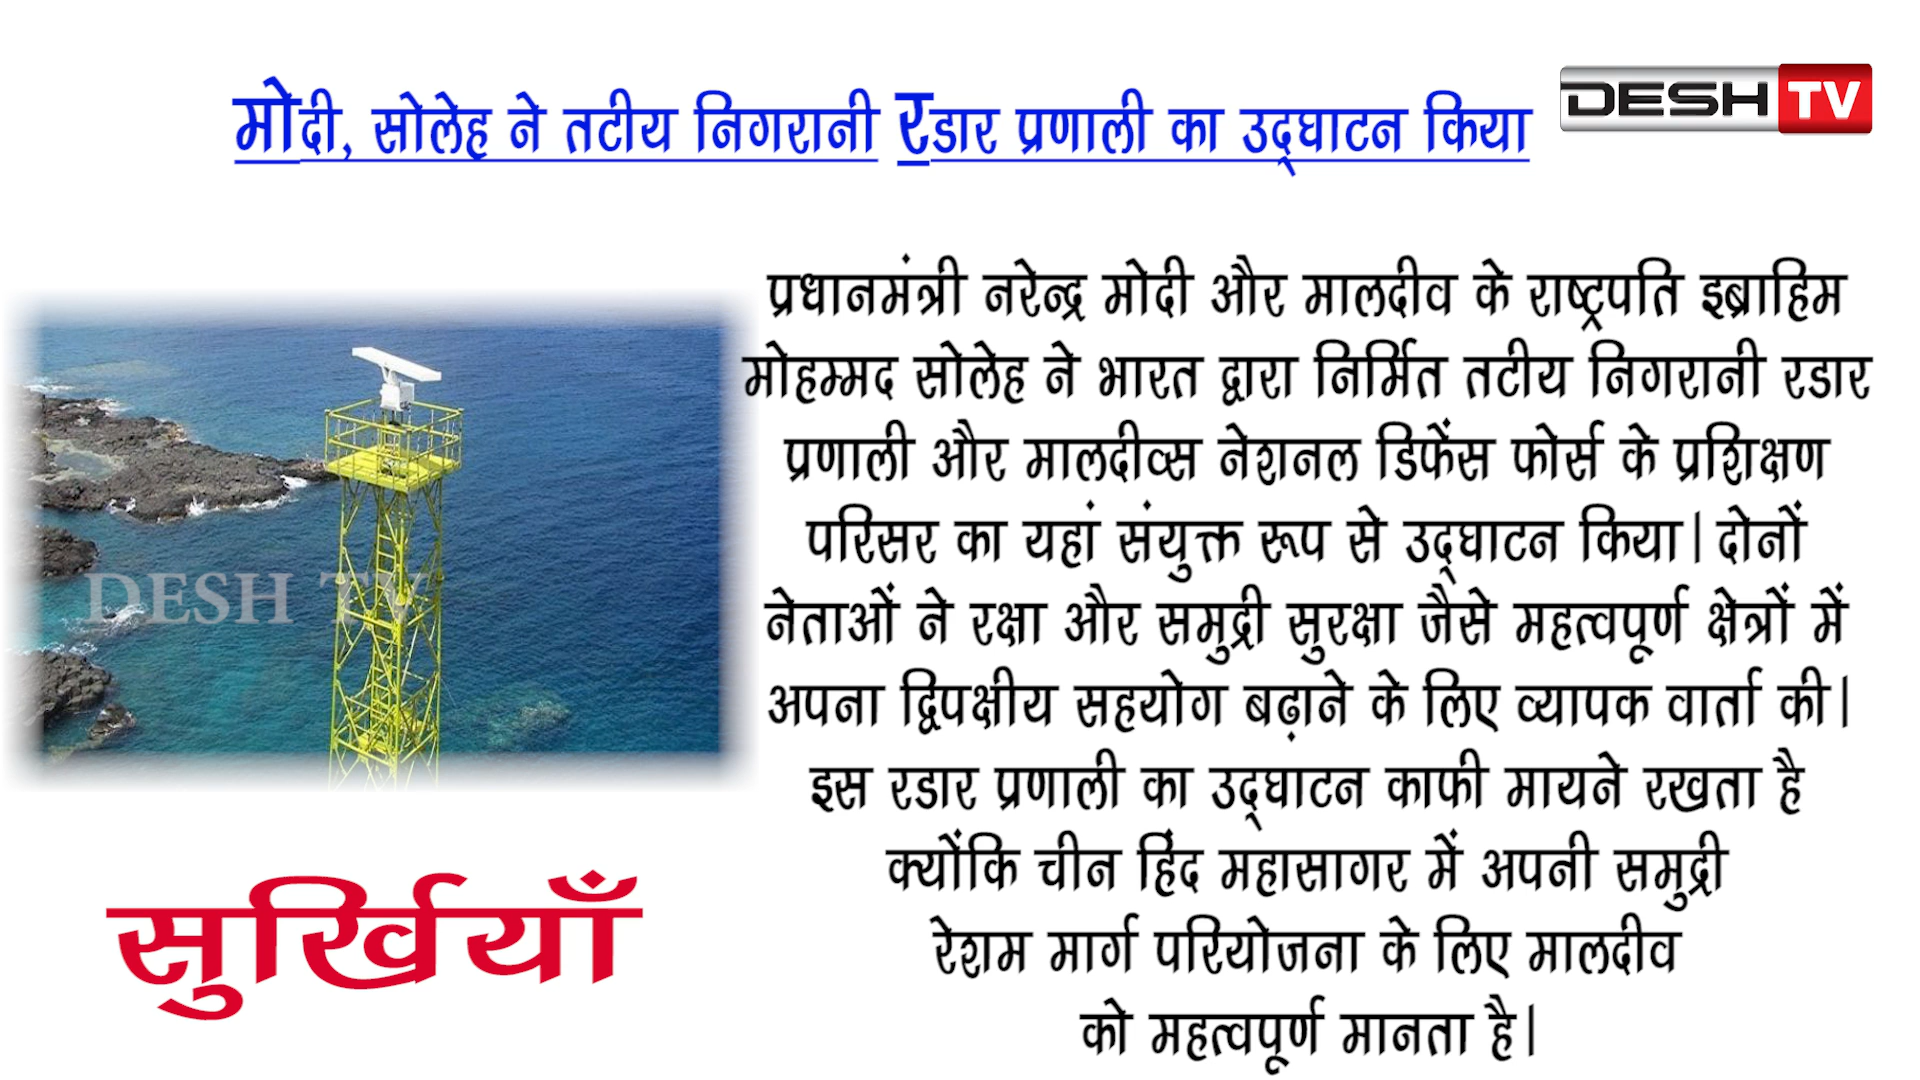 मोदी, सोलेह ने तटीय निगरानी रडार प्रणाली का उद्घाटन किया
DESH TV
प्रधानमंत्री नरेन्द्र मोदी और मालदीव के राष्ट्रपति इब्राहिम
मोहम्मद सोलेह ने भारत द्वारा निर्मित तटीय निगरानी रडार
प्रणाली और मालदीव्स नेशनल डिफेंस फोर्स के प्रशिक्षण
परिसर का यहां संयुक्त रूप से उद्घाटन किया। दोनों
नेताओं ने रक्षा और समुद्री सुरक्षा जैसे महत्वपूर्ण क्षेत्रों में
अपना द्विपक्षीय सहयोग बढ़ाने के लिए व्यापक वार्ता की।
इस रडार प्रणाली का उद्घाटन काफी मायने रखता है
क्योंकि चीन हिंद महासागर में अपनी समुद्री
रेशम मार्ग परियोजना के लिए मालदीव
को महत्वपूर्ण मानता है।
DESH TV
सुर्खियाँ